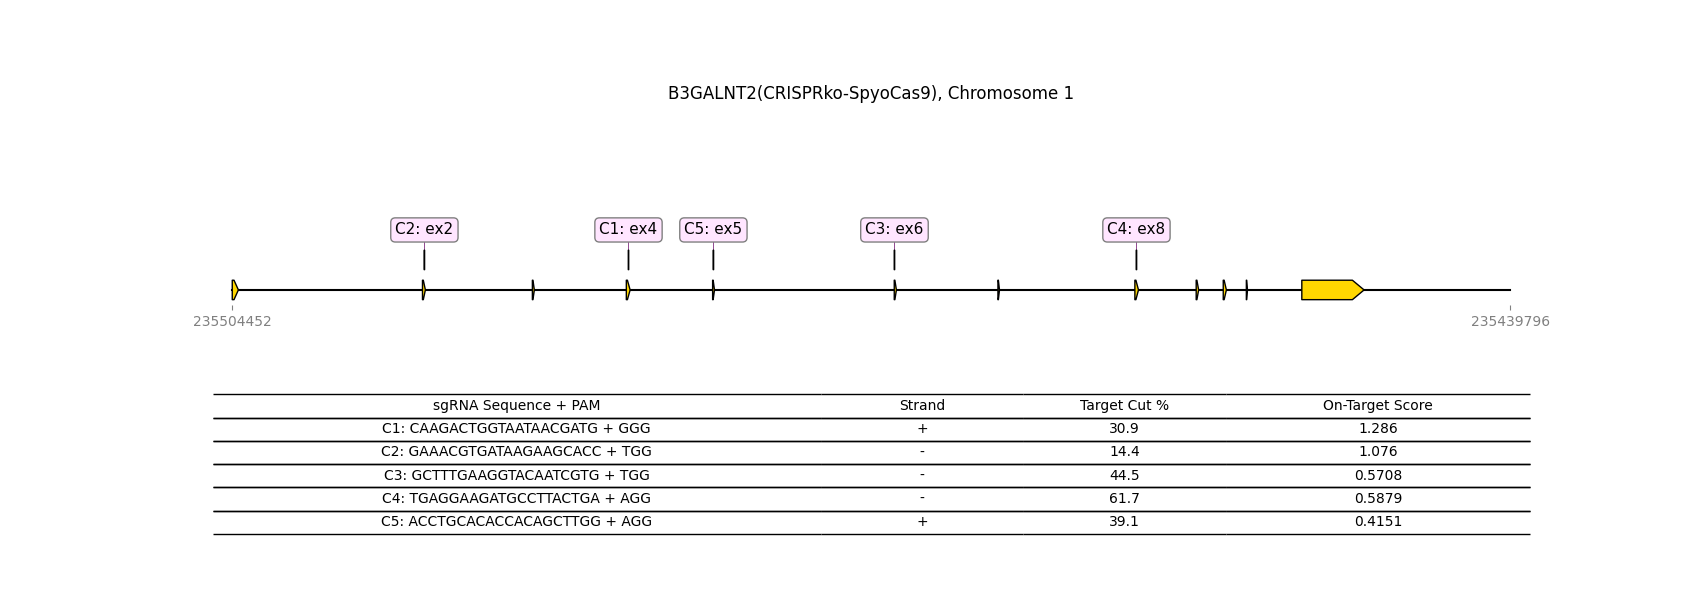 B3GALNT2(CRISPRko-SpyoCas9), Chromosome 1
C2: ex2 C1: ex4 C5: ex5 C3: ex6 C4: ex8
235504452 235439796
sgRNA Sequence + PAM Strand Target Cut % On-Target Score
C1: CAAGACTGGTAATAACGATG + GGG + 30.9 1.286
C2: GAAACGTGATAAGAAGCACC + TGG - 14.4 1.076
C3: GCTTTGAAGGTACAATCGTG + TGG - 44.5 0.5708
C4: TGAGGAAGATGCCTTACTGA + AGG - 61.7 0.5879
C5: ACCTGCACACCACAGCTTGG + AGG + 39.1 0.4151